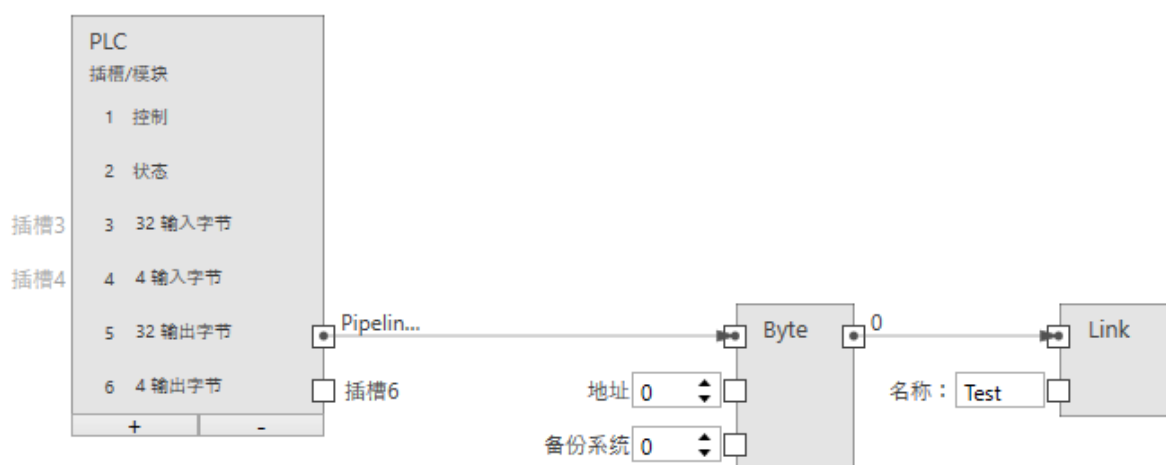 PLC
插槽/模块
1 控制
2 状态
插槽3 3 32 输入字节
插槽4 4 4 输入字节
5 32 输出字节 Pipelin... Byte 0 Link
6 4 输出字节 插槽6 地址 0 名称： Test
+ -
备份系统 0